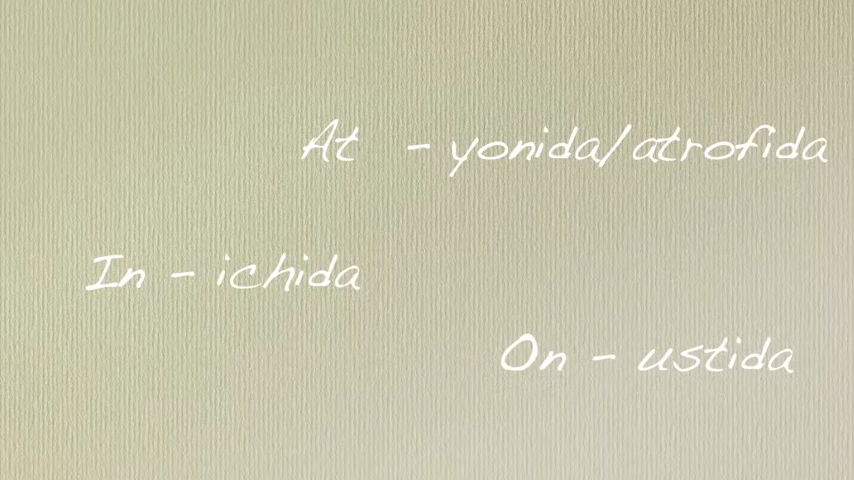 At - yonida/atrofida
In - ichida
On - ustida